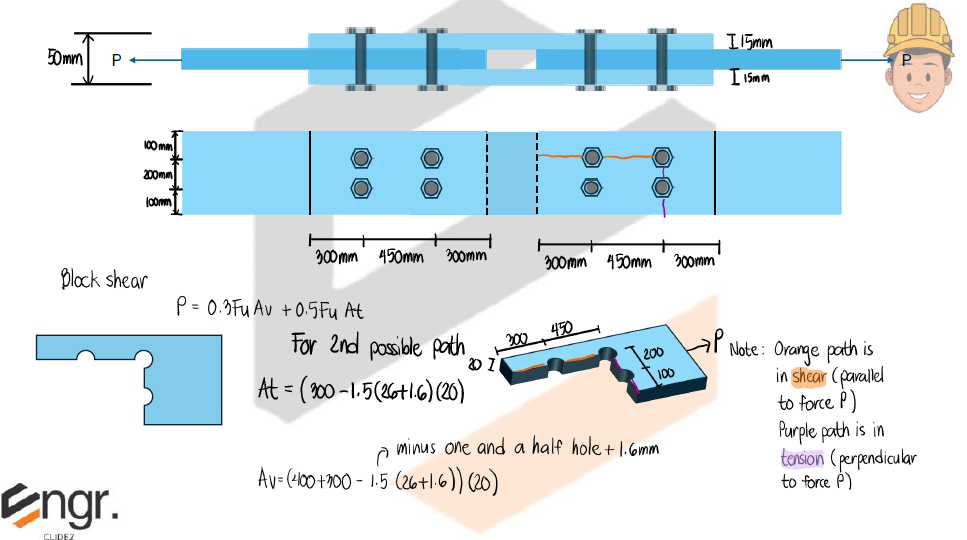 50mm
P
15mm
P
15mm
100mm
200mm
100mm
300mm 450mm 300mm
300mm 450mm 300mm
Block shear
P = 0.3Fu Av + 0.5Fu At
For 2nd possible path
At = (300 - 1.5(26+1.6)(20)
300 450
20
200
100
P
minus one and a half hole + 1.6mm
Av=(400+300 - 1.5 (26+1.6))(20)
Note: Orange path is
in shear (parallel
to force P)
Purple path is in
tension (perpendicular
to force P)
Engr.
CLIDEZ